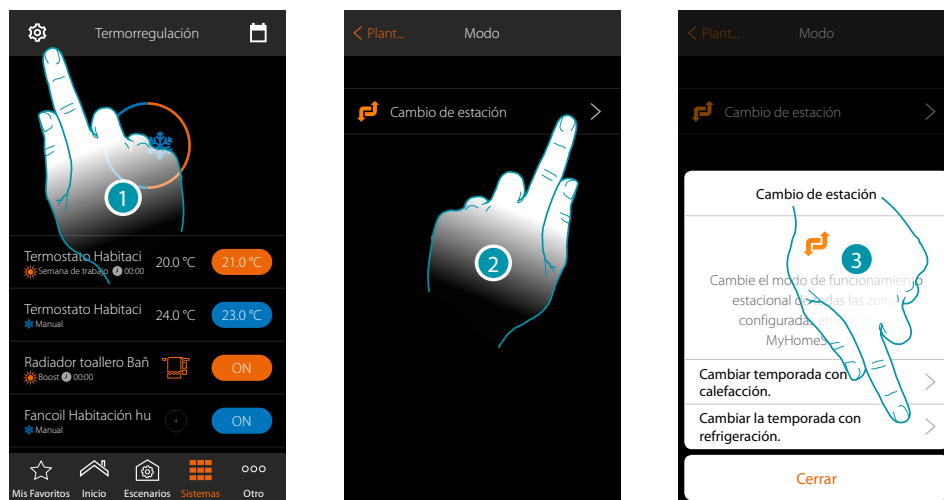 Termorregulación
1
Termostato Habitaci 20.0 °C 21.0 °C
Semana de trabajo 00:00
Termostato Habitaci 24.0 °C 23.0 °C
Manual
Radiador toallero Bañ ON
Boost 00:00
Fancoil Habitación hu ON
Manual
Mis Favoritos Inicio Escenarios Sistemas Otro
< Plant... Modo
Cambio de estación
2
< Plant... Modo
Cambio de estación
Cambio de estación
3
Cambie el modo de funcionamiento
estacional de todas las zonas
configuradas en
MyHomeS
Cambiar temporada con
calefacción.
Cambiar la temporada con
refrigeración.
Cerrar